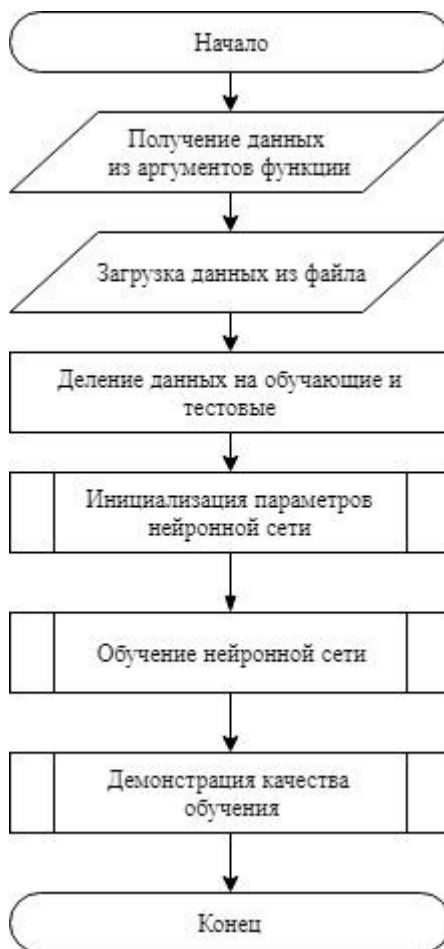 Начало
Получение данных
из аргументов функции
Загрузка данных из файла
Деление данных на обучающие и
тестовые
Инициализация параметров
нейронной сети
Обучение нейронной сети
Демонстрация качества
обучения
Конец